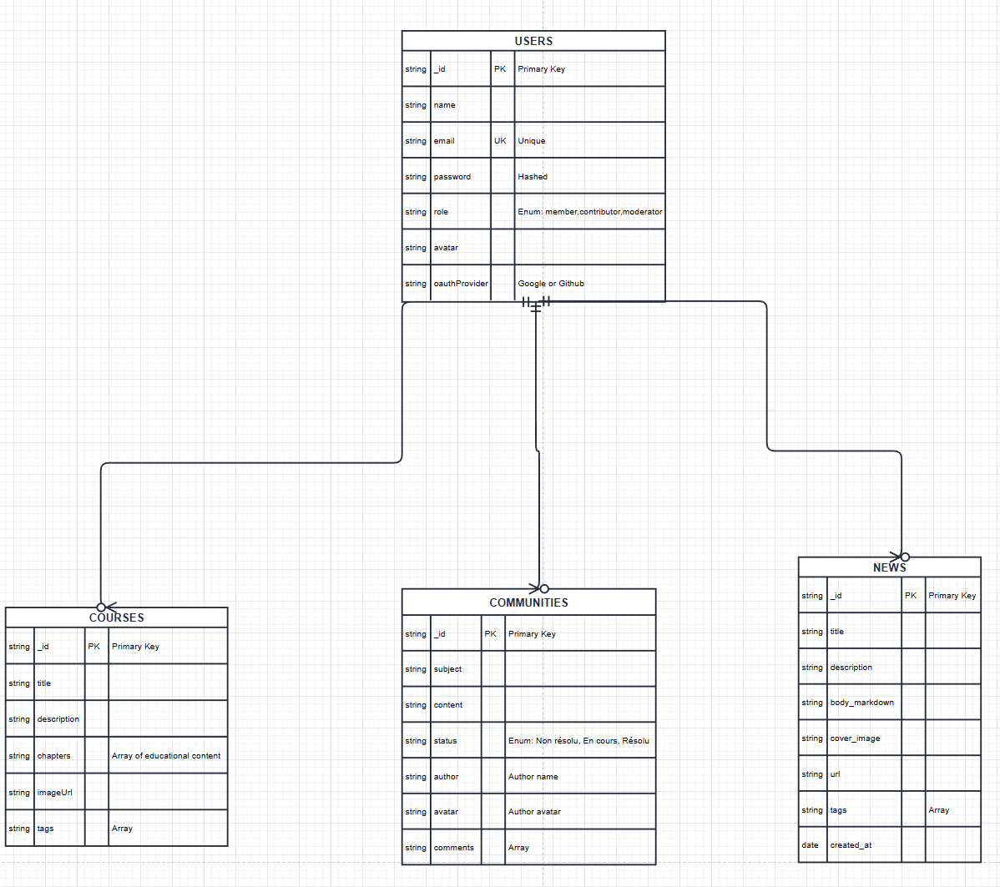 USERS
string _id PK Primary Key
string name
string email UK Unique
string password Hashed
string role Enum: member,contributor,moderator
string avatar
string oauthProvider Google or Github
COURSES
string _id PK Primary Key
string title
string description
string chapters Array of educational content
string imageUrl
string tags Array
COMMUNITIES
string _id PK Primary Key
string subject
string content
string status Enum: Non résolu, En cours, Résolu
string author Author name
string avatar Author avatar
string comments Array
NEWS
string _id PK Primary Key
string title
string description
string body_markdown
string cover_image
string url
string tags Array
date created_at